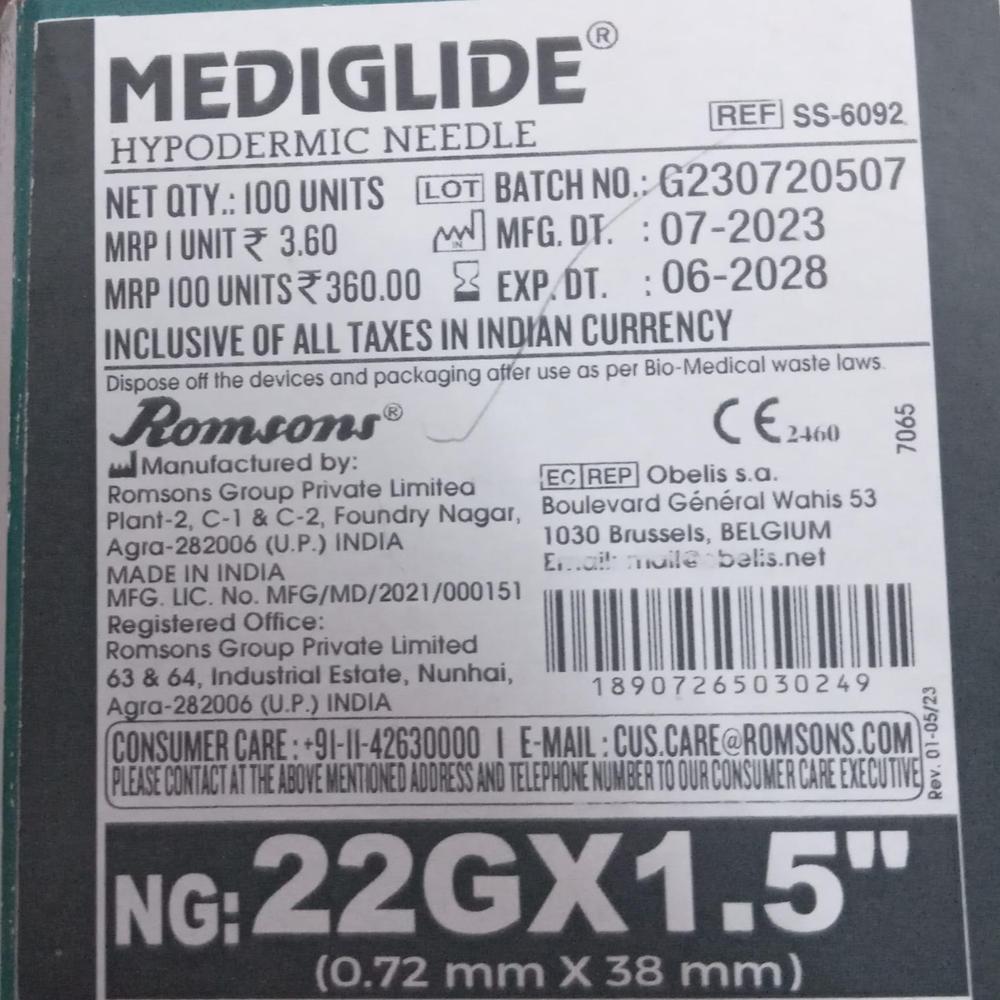 MEDIGLIDE®
HYPODERMIC NEEDLE
REF SS-6092
NET QTY.: 100 UNITS
MRP 1 UNIT ₹ 3.60
MRP 100 UNITS ₹ 360.00
LOT BATCH NO.: G230720507
IN MFG. DT. : 07-2023
EXP. DT. : 06-2028
INCLUSIVE OF ALL TAXES IN INDIAN CURRENCY
Dispose off the devices and packaging after use as per Bio-Medical waste laws.
Romsons®
Manufactured by:
Romsons Group Private Limited
Plant-2, C-1 & C-2, Foundry Nagar,
Agra-282006 (U.P.) INDIA
MADE IN INDIA
MFG. LIC. No. MFG/MD/2021/000151
Registered Office:
Romsons Group Private Limited
63 & 64, Industrial Estate, Nunhai,
Agra-282006 (U.P.) INDIA
CE 2460
7065
EC REP Obelis s.a.
Boulevard Général Wahis 53
1030 Brussels, BELGIUM
Email: mail@obelis.net
18907265030249
CONSUMER CARE : +91-11-42630000 | E-MAIL : CUS.CARE@ROMSONS.COM
PLEASE CONTACT AT THE ABOVE MENTIONED ADDRESS AND TELEPHONE NUMBER TO OUR CONSUMER CARE EXECUTIVE
Rev. 01-05/23
NG: 22GX1.5"
(0.72 mm X 38 mm)